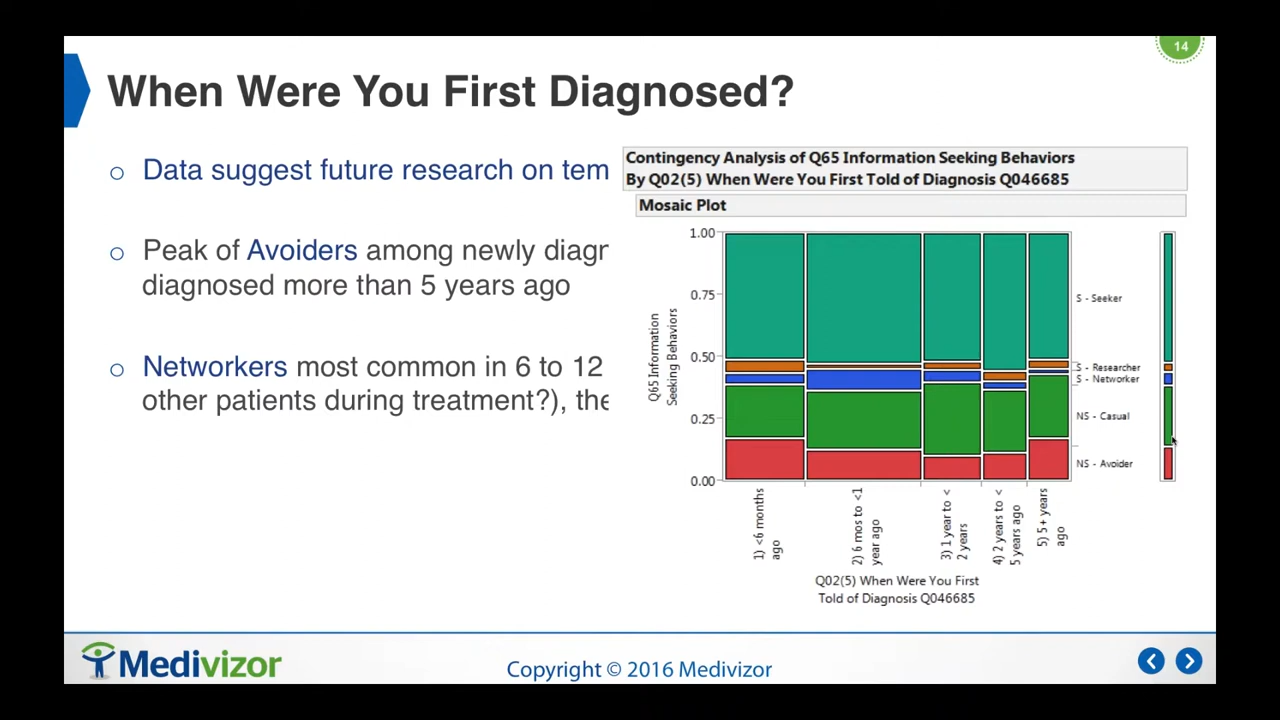 14
When Were You First Diagnosed?
o Data suggest future research on tem
o Peak of Avoiders among newly diagn
diagnosed more than 5 years ago
o Networkers most common in 6 to 12
other patients during treatment?), the
Contingency Analysis of Q65 Information Seeking Behaviors
By Q02(5) When Were You First Told of Diagnosis Q046685
Mosaic Plot
1.00
0.75
0.50
0.25
0.00
Q65 Information
Seeking Behaviors
S - Seeker
S - Researcher
S - Networker
NS - Casual
NS - Avoider
1) <6 months
ago
2) 6 mos to <1
year ago
3) 1 year to <
2 years
4) 2 years to <
5 years ago
5) 5+ years
ago
Q02(5) When Were You First
Told of Diagnosis Q046685
Medivizor
Copyright © 2016 Medivizor